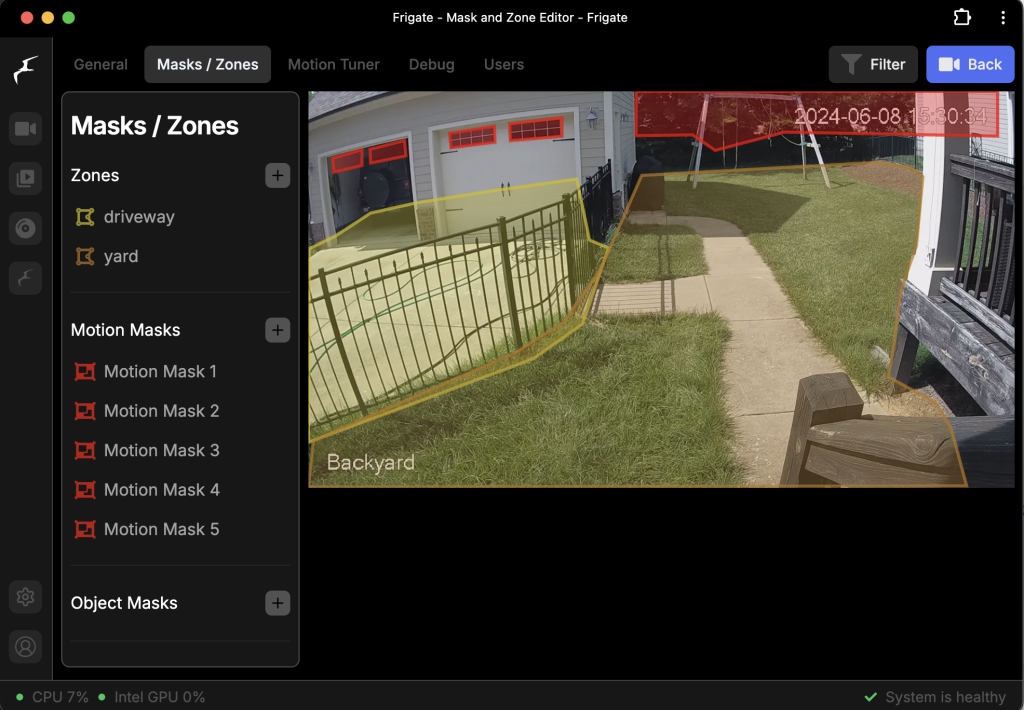 Frigate - Mask and Zone Editor - Frigate
General
Masks / Zones
Motion Tuner
Debug
Users
Filter
Back
Masks / Zones
Zones
driveway
yard
Motion Masks
Motion Mask 1
Motion Mask 2
Motion Mask 3
Motion Mask 4
Motion Mask 5
Object Masks
2024-06-08 15:30:34
Backyard
CPU 7%
Intel GPU 0%
System is healthy